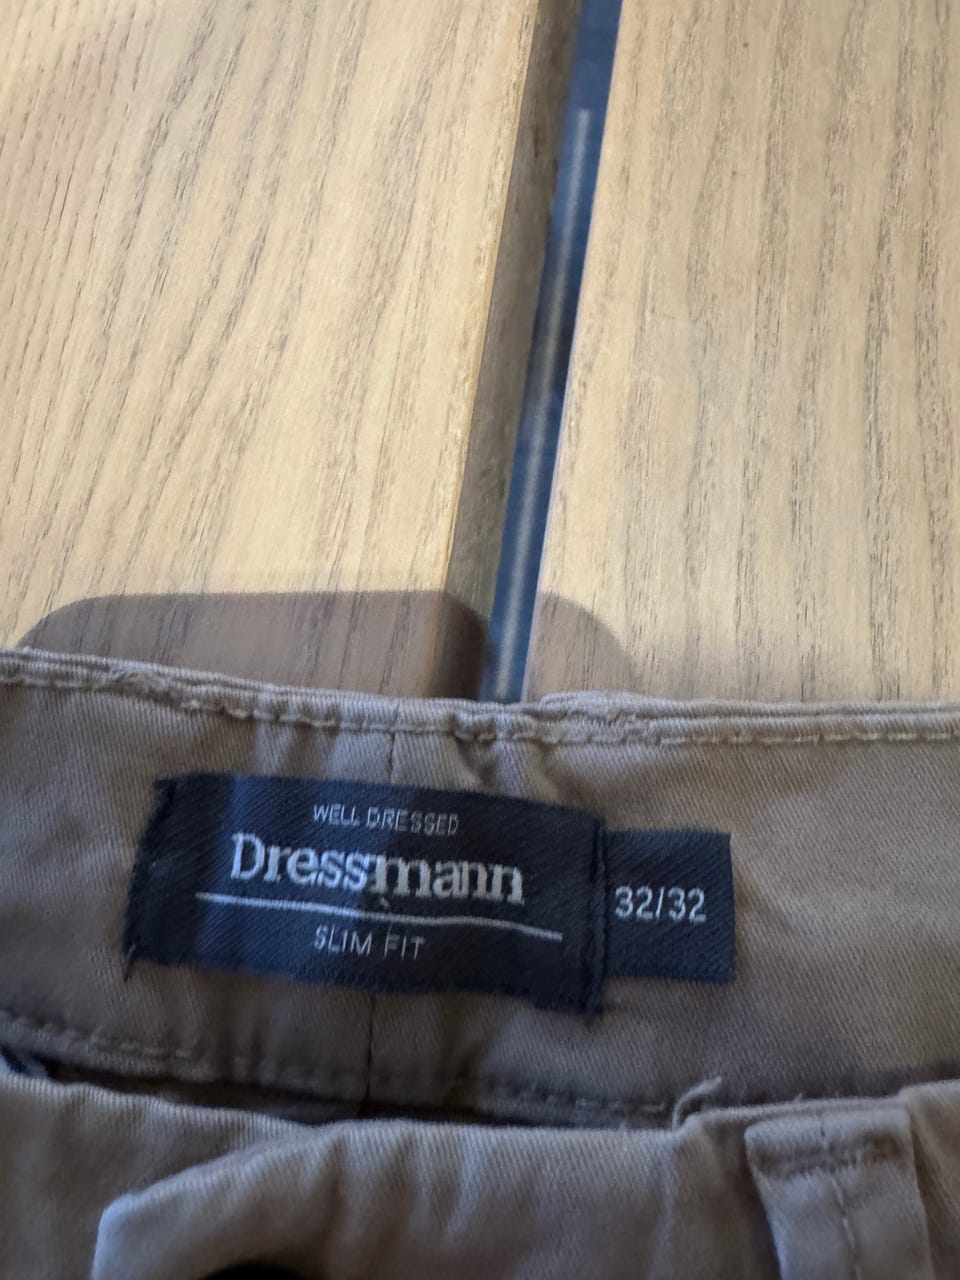 WELL DRESSED
Dressmann
SLIM FIT
32/32